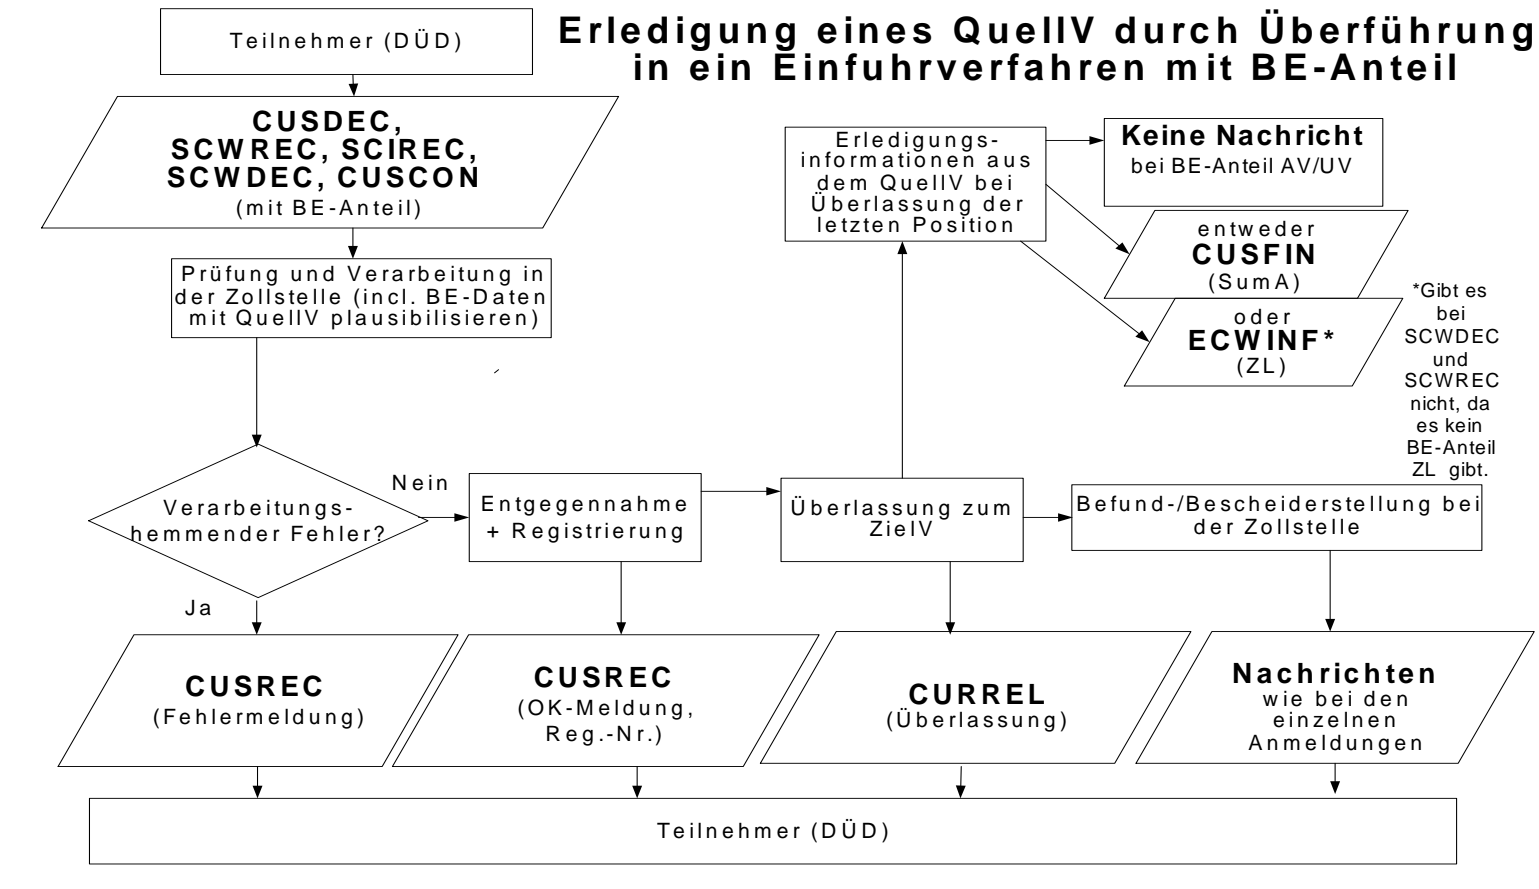 Erledigung eines QuellV durch Überführung
in ein Einfuhrverfahren mit BE-Anteil
Teilnehmer (DÜD)
CUSDEC,
SCWREC, SCIREC,
SCWDEC, CUSCON
(mit BE-Anteil)
Prüfung und Verarbeitung in
der Zollstelle (incl. BE-Daten
mit QuellV plausibilisieren)
Erledigungs-
informationen aus
dem QuellV bei
Überlassung der
letzten Position
Keine Nachricht
bei BE-Anteil AV/UV
entweder
CUSFIN
(SumA)
oder
ECWINF*
(ZL)
*Gibt es
bei
SCWDEC
und
SCWREC
nicht, da
es kein
BE-Anteil
ZL gibt.
Verarbeitungs-
hemmender Fehler?
Nein
Ja
Entgegennahme
+ Registrierung
Überlassung zum
ZielV
Befund-/Bescheiderstellung bei
der Zollstelle
CUSREC
(Fehlermeldung)
CUSREC
(OK-Meldung,
Reg.-Nr.)
CURREL
(Überlassung)
Nachrichten
wie bei den
einzelnen
Anmeldungen
Teilnehmer (DÜD)